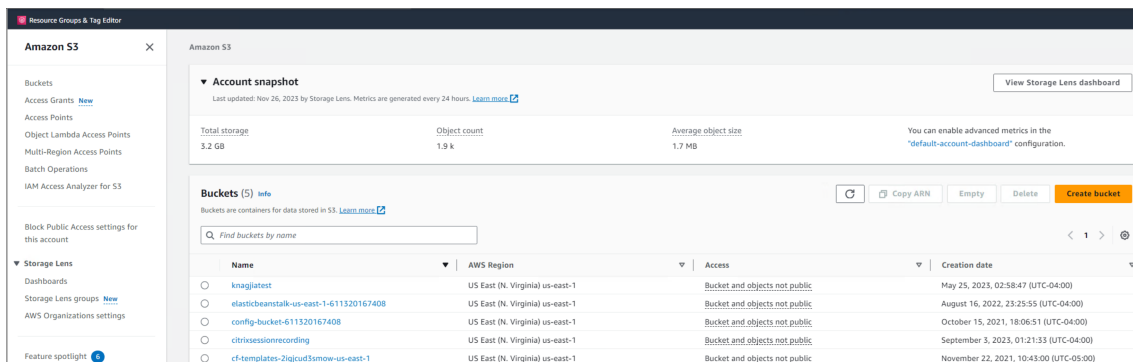 Resource Groups & Tag Editor
Amazon S3
Buckets
Access Grants New
Access Points
Object Lambda Access Points
Multi-Region Access Points
Batch Operations
IAM Access Analyzer for S3
Block Public Access settings for
this account
Storage Lens
Dashboards
Storage Lens groups New
AWS Organizations settings
Feature spotlight 6
Amazon S3
Account snapshot
View Storage Lens dashboard
Last updated: Nov 26, 2023 by Storage Lens. Metrics are generated every 24 hours. Learn more
Total storage
3.2 GB
Object count
1.9 k
Average object size
1.7 MB
You can enable advanced metrics in the
"default-account-dashboard" configuration.
Buckets (5) Info
Copy ARN Empty Delete Create bucket
Buckets are containers for data stored in S3. Learn more
Find buckets by name
1
Name AWS Region Access Creation date
knagjiatest US East (N. Virginia) us-east-1 Bucket and objects not public May 25, 2023, 02:58:47 (UTC-04:00)
elasticbeanstalk-us-east-1-611320167408 US East (N. Virginia) us-east-1 Bucket and objects not public August 16, 2022, 23:25:55 (UTC-04:00)
config-bucket-611320167408 US East (N. Virginia) us-east-1 Bucket and objects not public October 15, 2021, 18:06:51 (UTC-04:00)
citrixsessionrecording US East (N. Virginia) us-east-1 Bucket and objects not public September 3, 2023, 01:21:33 (UTC-04:00)
cf-templates-2igjcud3smow-us-east-1 US East (N. Virginia) us-east-1 Bucket and objects not public November 22, 2021, 10:43:00 (UTC-05:00)